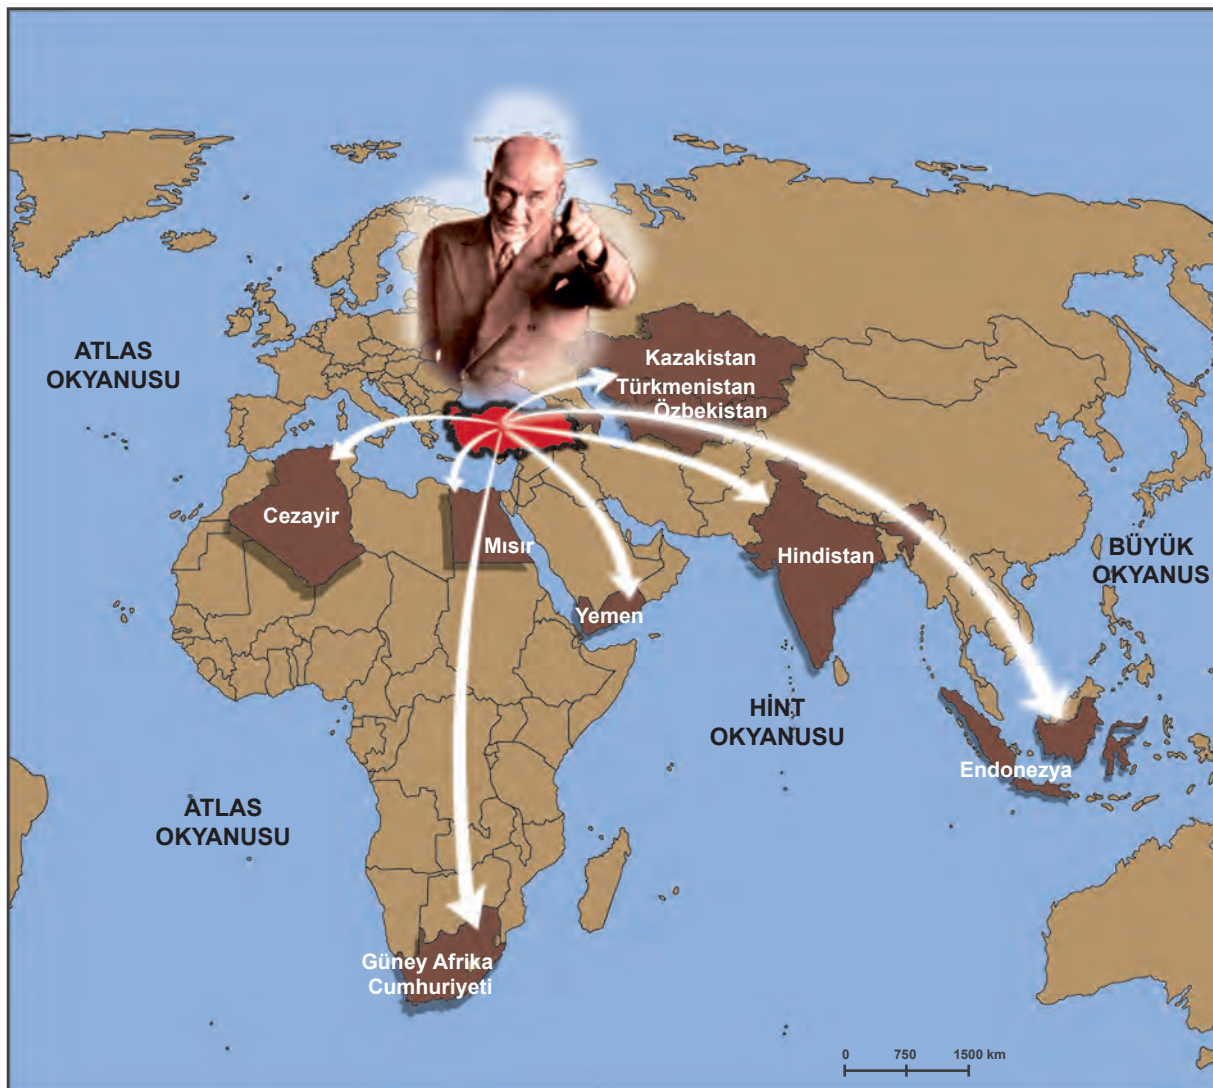 ATLAS
OKYANUSU
Kazakistan
Türkmenistan
Özbekistan
Cezayir
Mısır
Hindistan
BÜYÜK
OKYANUS
Yemen
HİNT
OKYANUSU
Endonezya
ATLAS
OKYANUSU
Güney Afrika
Cumhuriyeti
0 750 1500 km